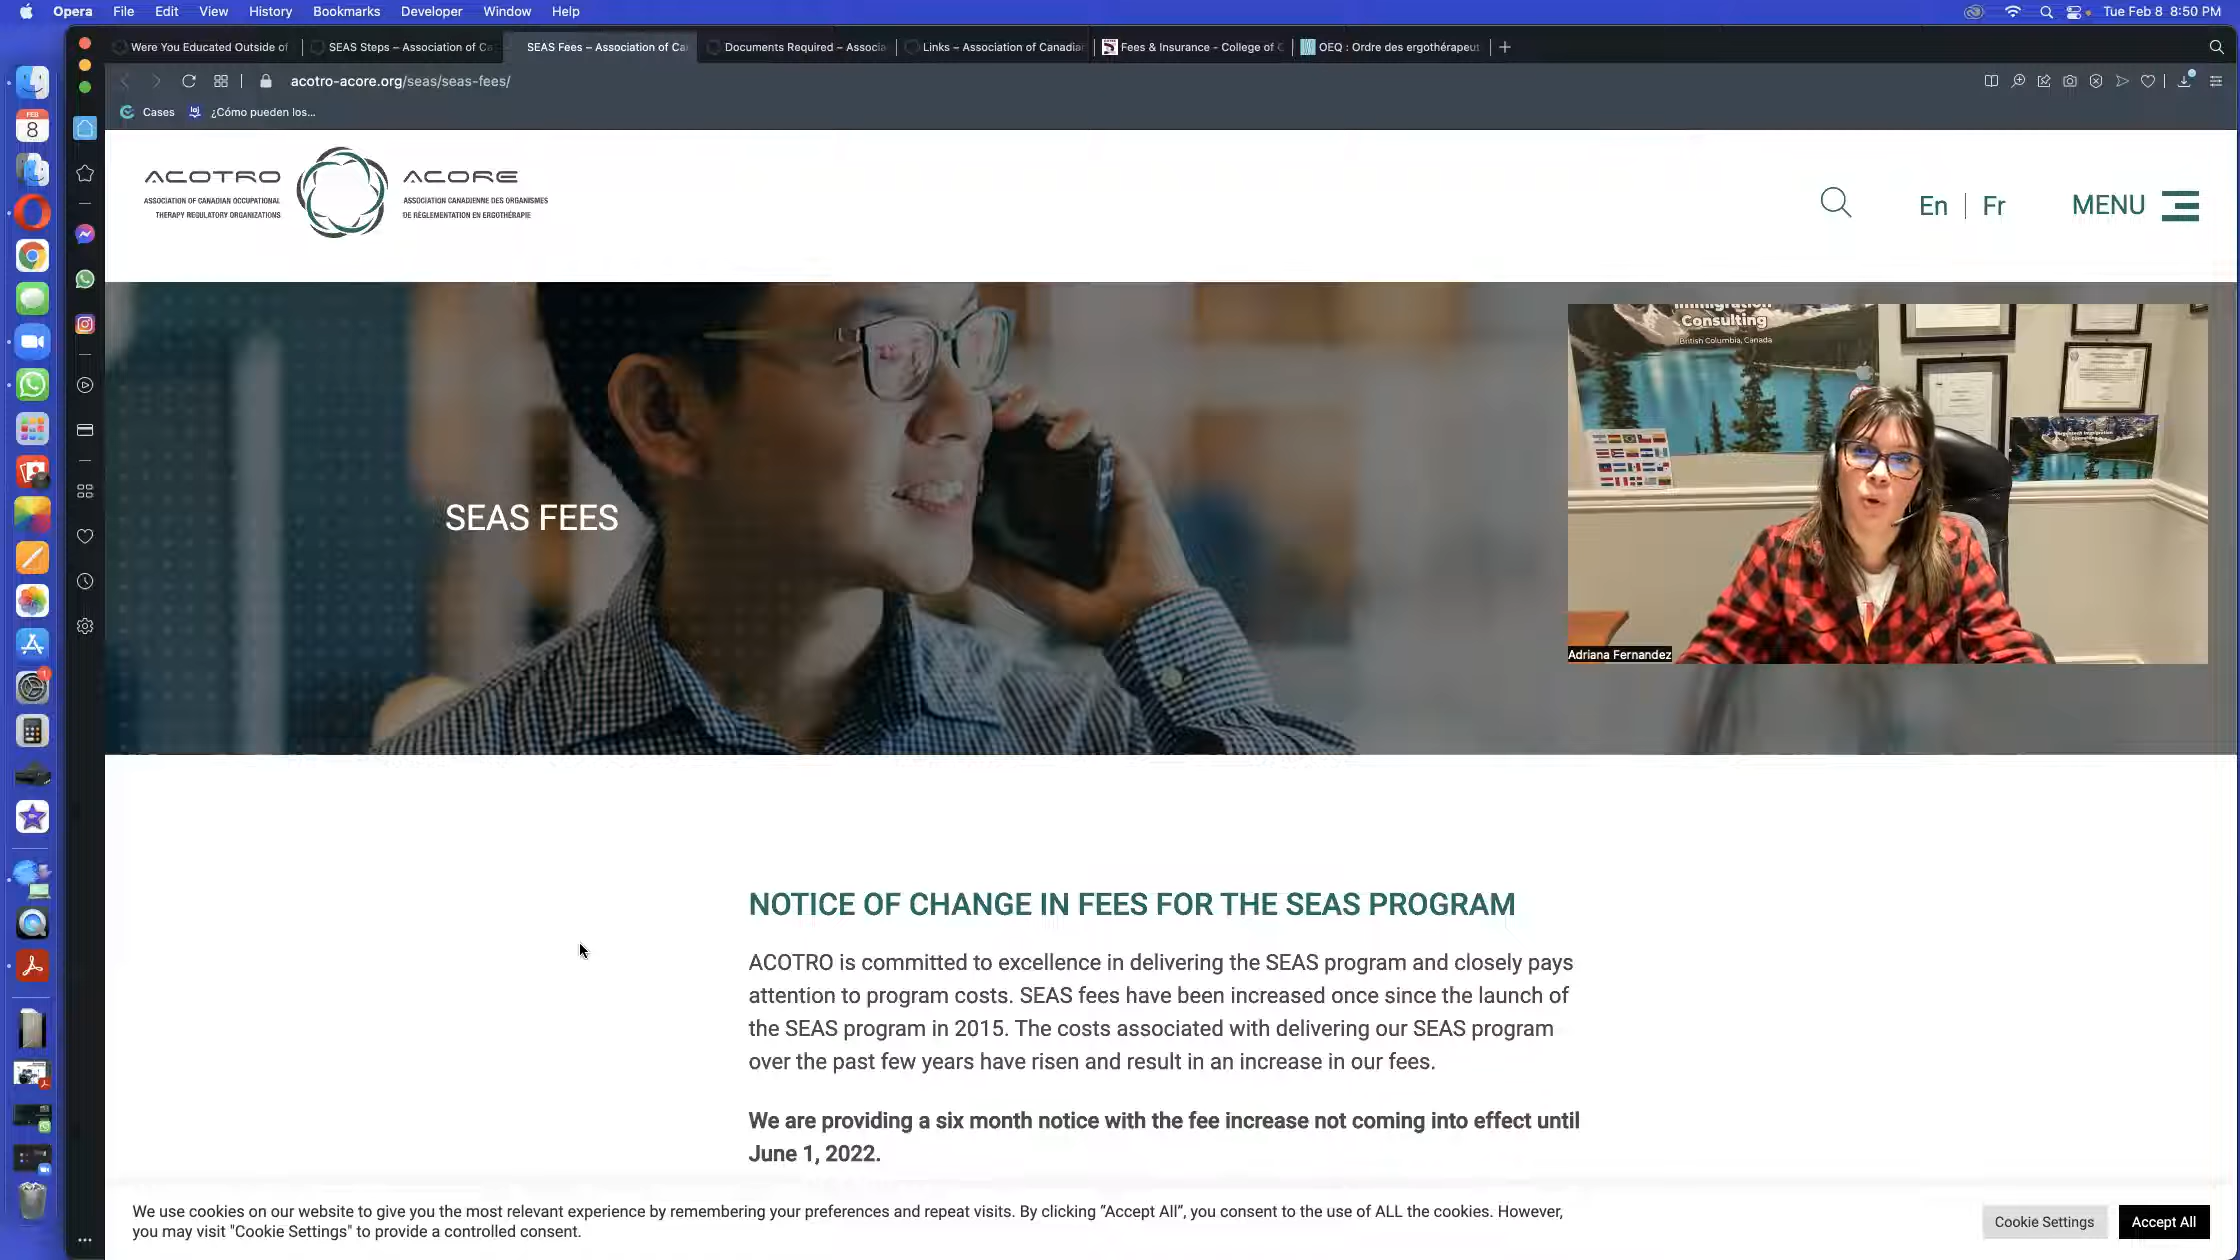 Opera File Edit View History Bookmarks Developer Window Help
Tue Feb 8 8:50 PM
Were You Educated Outside of
SEAS Steps – Association of Ca
SEAS Fees – Association of Ca
Documents Required – Associa
Links – Association of Canadian
Fees & Insurance - College of
OEQ : Ordre des ergothérapeut
acotro-acore.org/seas/seas-fees/
Cases
¿Cómo pueden los...
FEB
8
ACOTRO
ASSOCIATION OF CANADIAN OCCUPATIONAL
THERAPY REGULATORY ORGANIZATIONS
ACORE
ASSOCIATION CANADIENNE DES ORGANISMES
DE RÉGLEMENTATION EN ERGOTHÉRAPIE
En | Fr
MENU
SEAS FEES
Immigration
Consulting
British Columbia, Canada
Adriana Fernandez
NOTICE OF CHANGE IN FEES FOR THE SEAS PROGRAM
ACOTRO is committed to excellence in delivering the SEAS program and closely pays
attention to program costs. SEAS fees have been increased once since the launch of
the SEAS program in 2015. The costs associated with delivering our SEAS program
over the past few years have risen and result in an increase in our fees.
We are providing a six month notice with the fee increase not coming into effect until
June 1, 2022.
We use cookies on our website to give you the most relevant experience by remembering your preferences and repeat visits. By clicking “Accept All”, you consent to the use of ALL the cookies. However,
you may visit "Cookie Settings" to provide a controlled consent.
Cookie Settings
Accept All